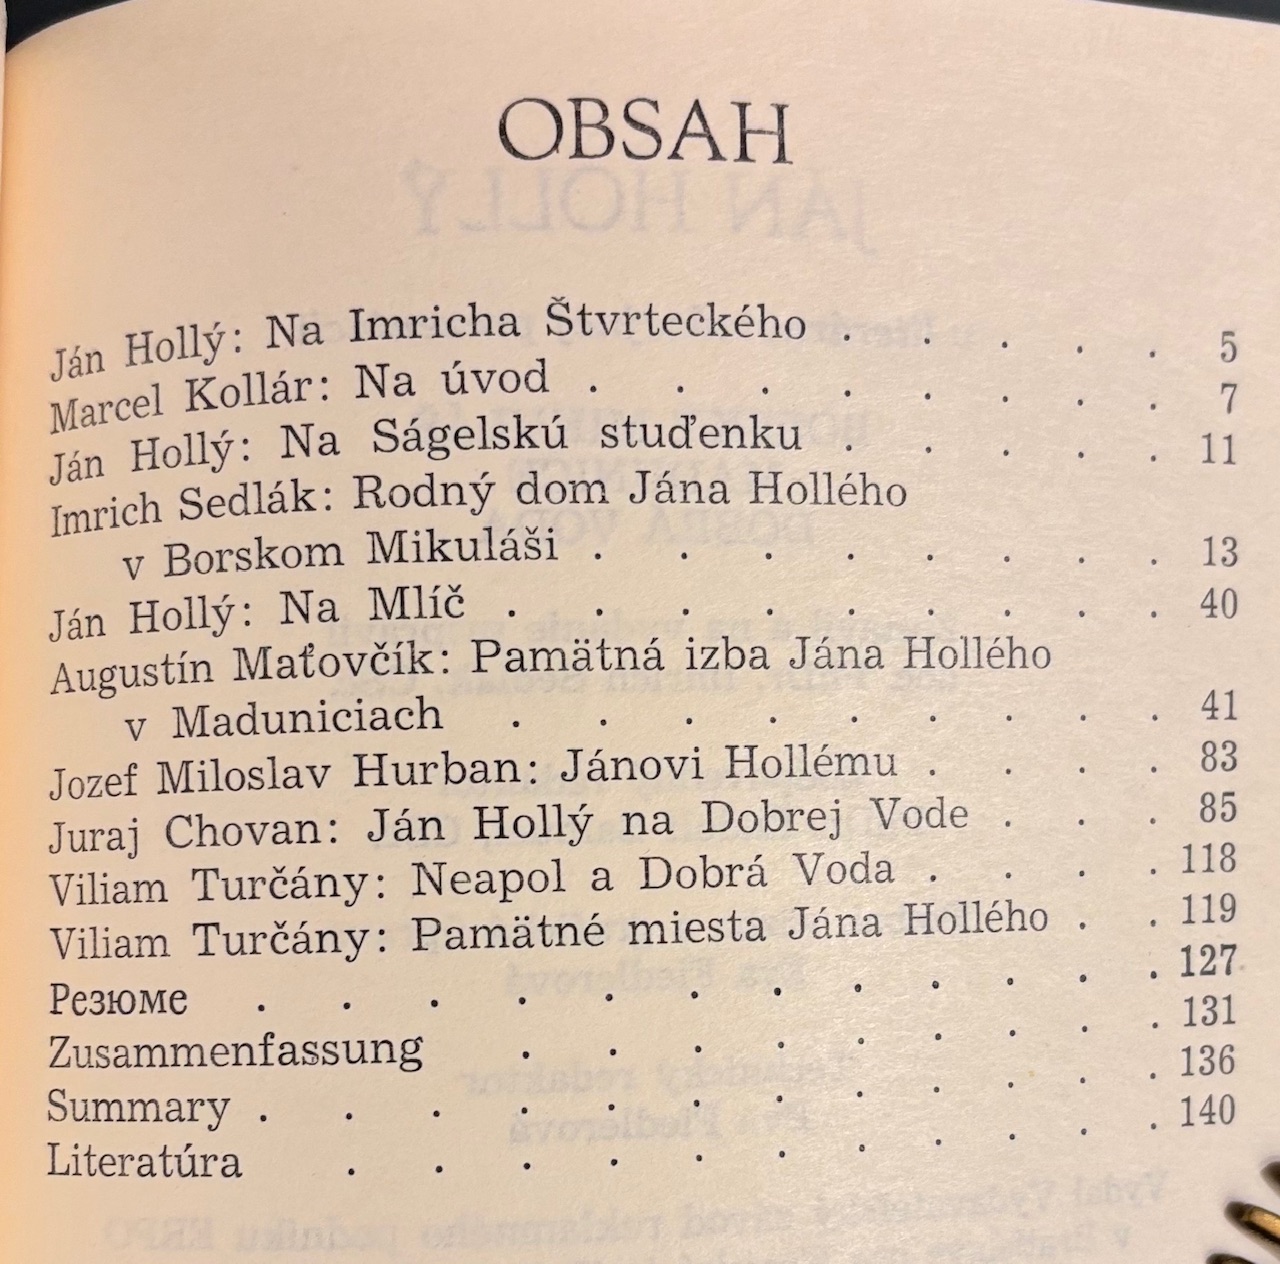 OBSAH
Ján Hollý: Na Imricha Štvrteckého . . . . . 5
Marcel Kollár: Na úvod . . . . . . . . 7
Ján Hollý: Na Ságelskú stuďenku . . . . . 11
Imrich Sedlák: Rodný dom Jána Hollého
v Borskom Mikuláši . . . . . . . . 13
Ján Hollý: Na Mlíč . . . . . . . . . 40
Augustín Maťovčík: Pamätná izba Jána Hollého
v Maduniciach . . . . . . . . . 41
Jozef Miloslav Hurban: Jánovi Hollému . . . . 83
Juraj Chovan: Ján Hollý na Dobrej Vode . . . 85
Viliam Turčány: Neapol a Dobrá Voda . . . . 118
Viliam Turčány: Pamätné miesta Jána Hollého . . 119
Резюме . . . . . . . . . . . . 127
Zusammenfassung . . . . . . . . . 131
Summary . . . . . . . . . . . . 136
Literatúra . . . . . . . . . . . 140